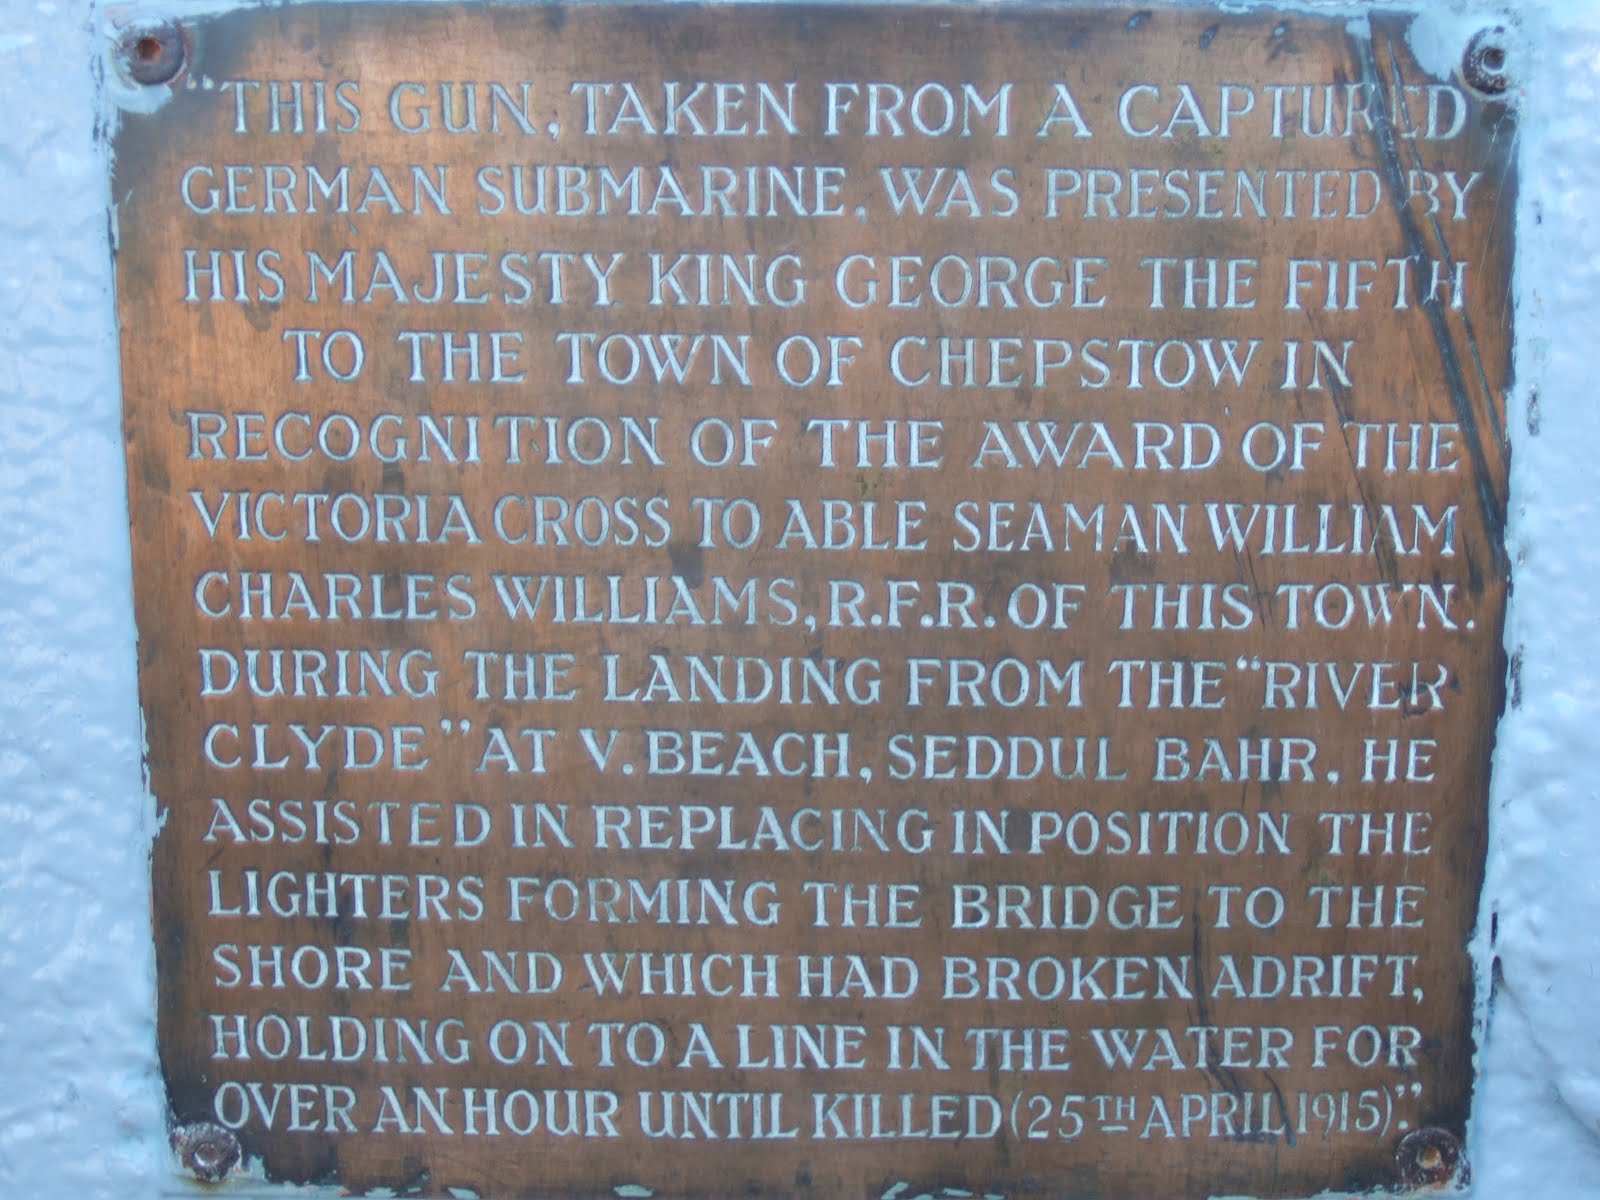 "THIS GUN, TAKEN FROM A CAPTURED
GERMAN SUBMARINE, WAS PRESENTED BY
HIS MAJESTY KING GEORGE THE FIFTH
TO THE TOWN OF CHEPSTOW IN
RECOGNITION OF THE AWARD OF THE
VICTORIA CROSS TO ABLE SEAMAN WILLIAM
CHARLES WILLIAMS, R.F.R. OF THIS TOWN.
DURING THE LANDING FROM THE "RIVER
CLYDE" AT V. BEACH, SEDDUL BAHR, HE
ASSISTED IN REPLACING IN POSITION THE
LIGHTERS FORMING THE BRIDGE TO THE
SHORE AND WHICH HAD BROKEN ADRIFT,
HOLDING ON TO A LINE IN THE WATER FOR
OVER AN HOUR UNTIL KILLED (25TH APRIL 1915)."